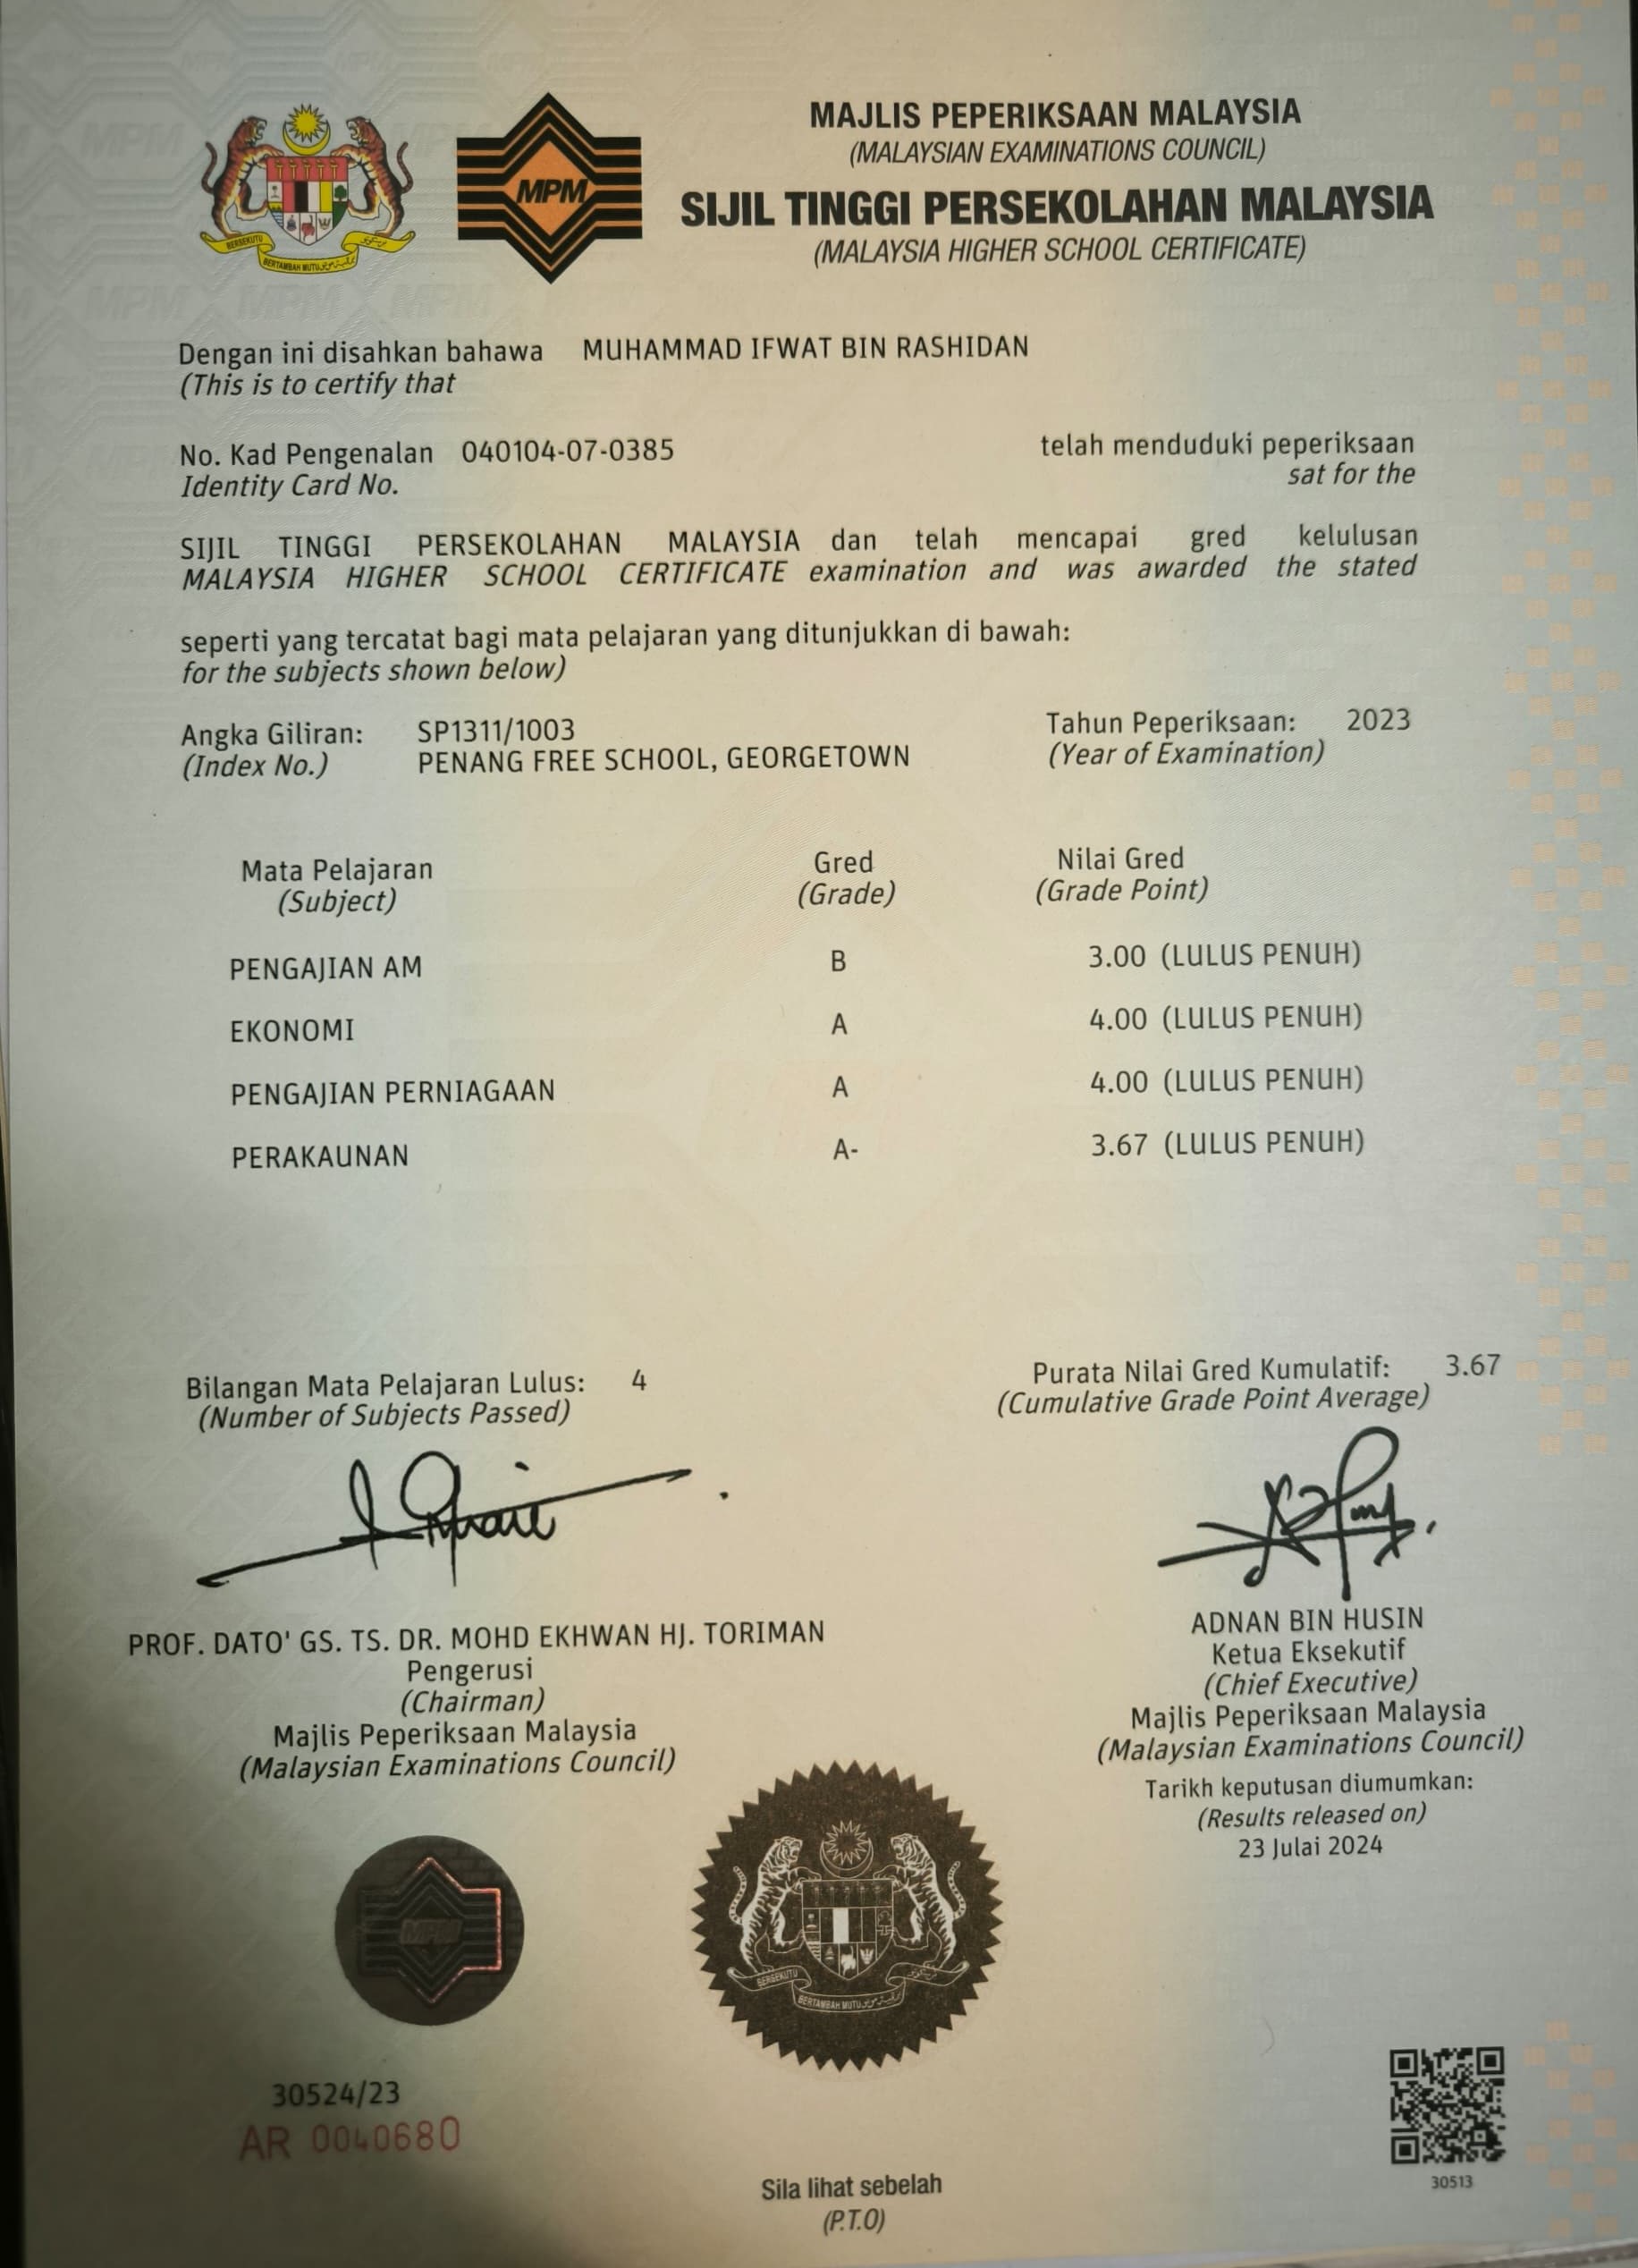 MAJLIS PEPERIKSAAN MALAYSIA
(MALAYSIAN EXAMINATIONS COUNCIL)
SIJIL TINGGI PERSEKOLAHAN MALAYSIA
(MALAYSIA HIGHER SCHOOL CERTIFICATE)
MPM
BERSEKUTU
BERTAMBAH MUTU
Dengan ini disahkan bahawa MUHAMMAD IFWAT BIN RASHIDAN
(This is to certify that
No. Kad Pengenalan 040104-07-0385 telah menduduki peperiksaan
Identity Card No. sat for the
SIJIL TINGGI PERSEKOLAHAN MALAYSIA dan telah mencapai gred kelulusan
MALAYSIA HIGHER SCHOOL CERTIFICATE examination and was awarded the stated
seperti yang tercatat bagi mata pelajaran yang ditunjukkan di bawah:
for the subjects shown below)
Angka Giliran: SP1311/1003 Tahun Peperiksaan: 2023
(Index No.) PENANG FREE SCHOOL, GEORGETOWN (Year of Examination)
Mata Pelajaran Gred Nilai Gred
(Subject) (Grade) (Grade Point)
PENGAJIAN AM B 3.00 (LULUS PENUH)
EKONOMI A 4.00 (LULUS PENUH)
PENGAJIAN PERNIAGAAN A 4.00 (LULUS PENUH)
PERAKAUNAN A- 3.67 (LULUS PENUH)
Bilangan Mata Pelajaran Lulus: 4 Purata Nilai Gred Kumulatif: 3.67
(Number of Subjects Passed) (Cumulative Grade Point Average)
PROF. DATO' GS. TS. DR. MOHD EKHWAN HJ. TORIMAN
Pengerusi
(Chairman)
Majlis Peperiksaan Malaysia
(Malaysian Examinations Council)
ADNAN BIN HUSIN
Ketua Eksekutif
(Chief Executive)
Majlis Peperiksaan Malaysia
(Malaysian Examinations Council)
Tarikh keputusan diumumkan:
(Results released on)
23 Julai 2024
MPM
BERSEKUTU
BERTAMBAH MUTU
30524/23
AR 0040680
30513
Sila lihat sebelah
(P.T.O)